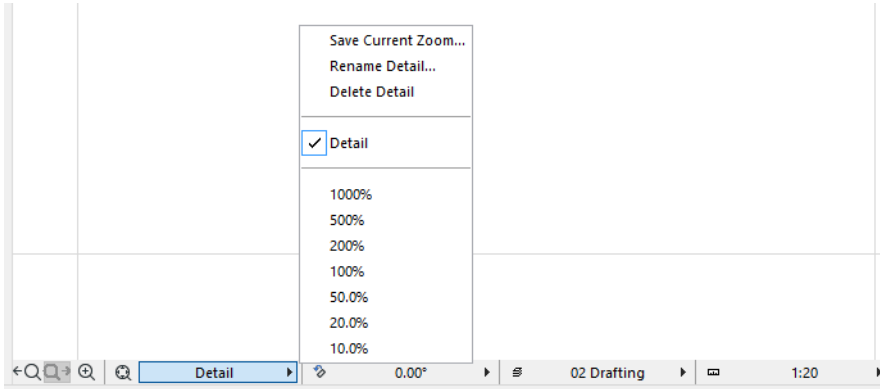 Save Current Zoom...
Rename Detail...
Delete Detail
Detail
1000%
500%
200%
100%
50.0%
20.0%
10.0%
Detail 0.00° 02 Drafting 1:20